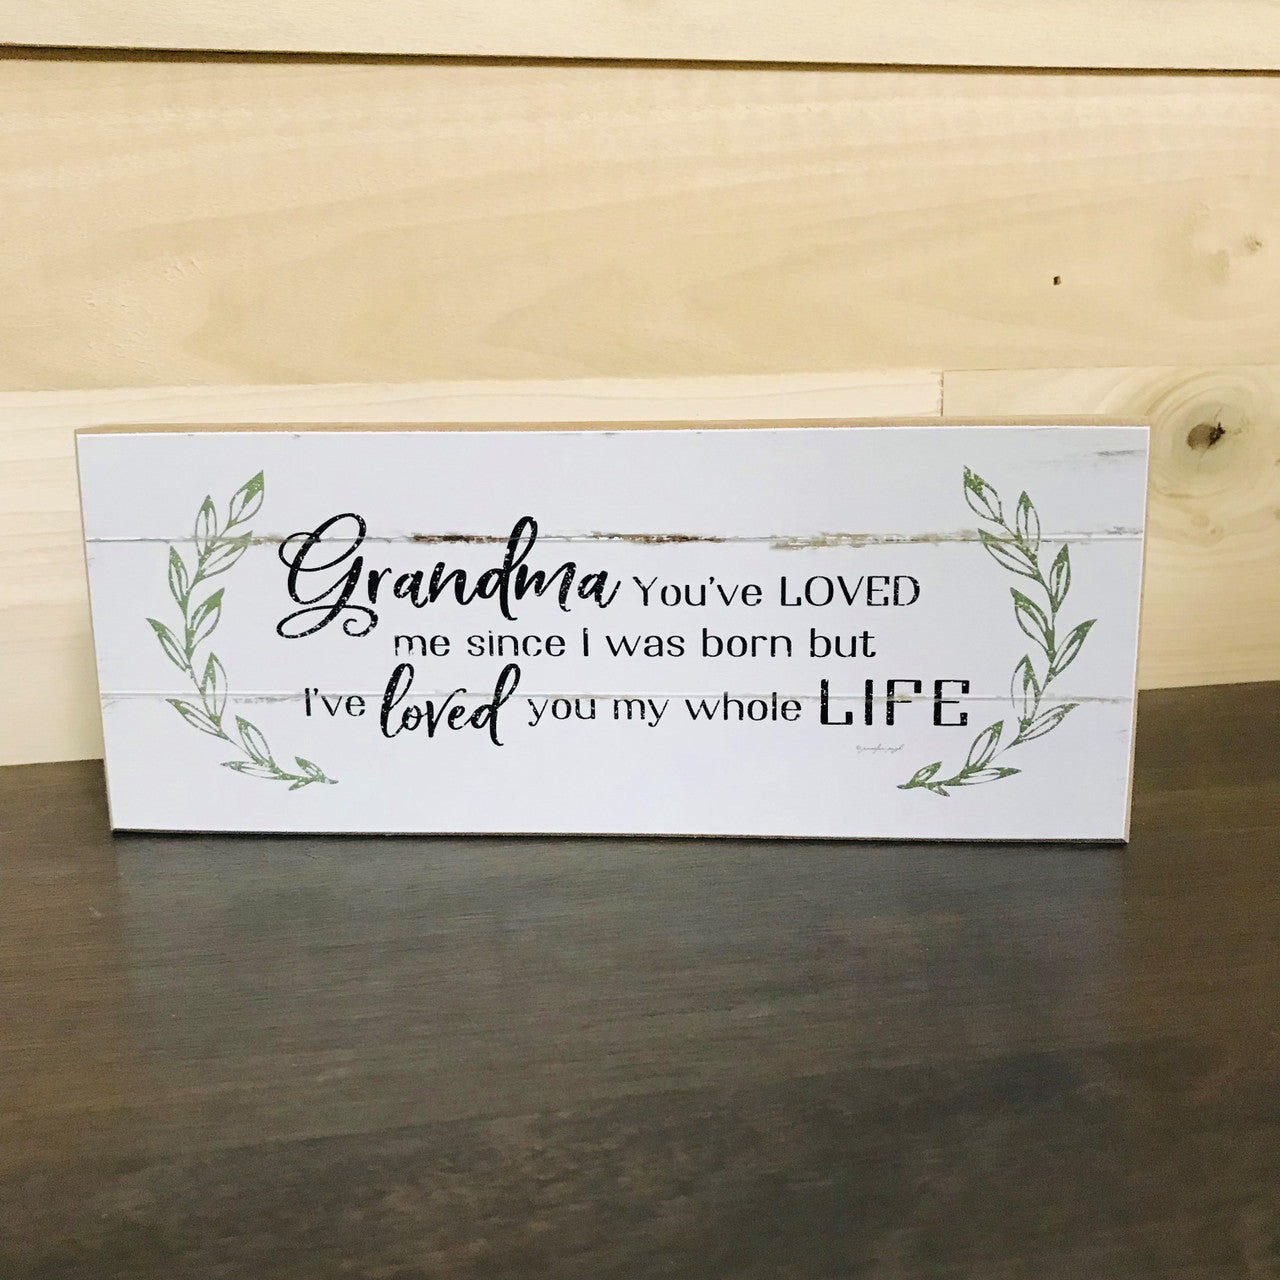 Grandma You've LOVED
me since I was born but
I've loved you my whole LIFE